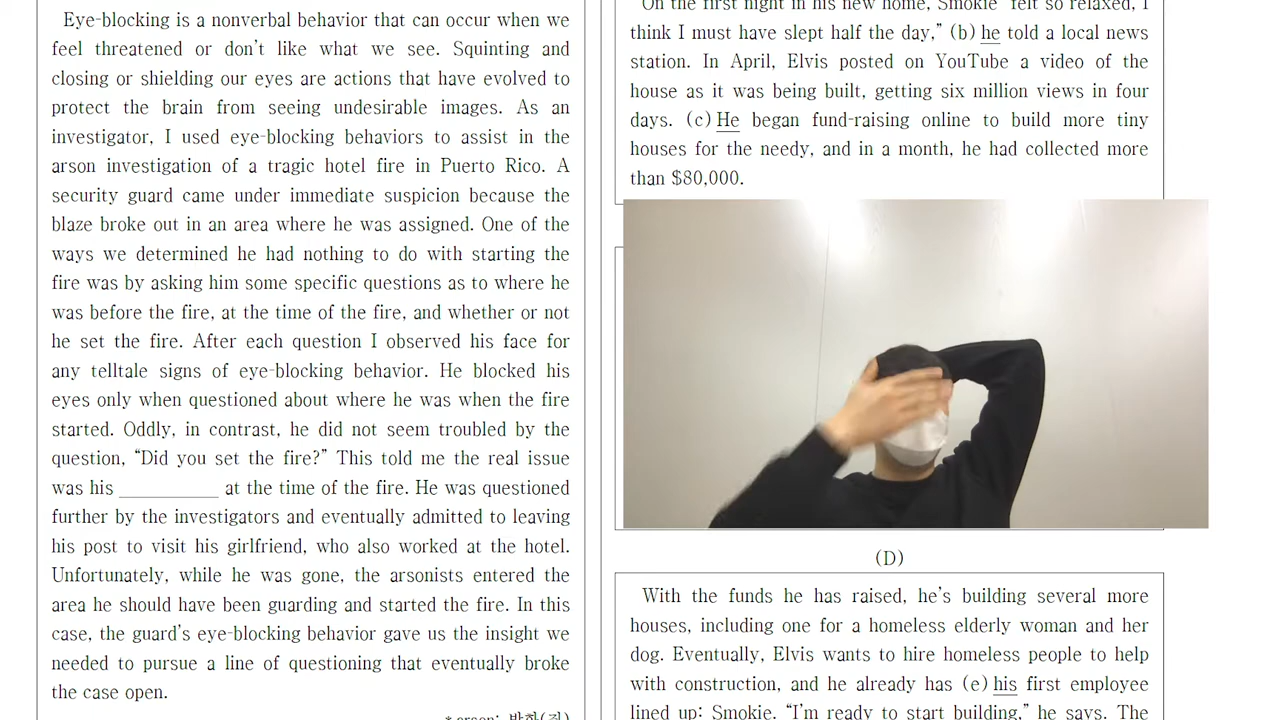 Eye-blocking is a nonverbal behavior that can occur when we
feel threatened or don't like what we see. Squinting and
closing or shielding our eyes are actions that have evolved to
protect the brain from seeing undesirable images. As an
investigator, I used eye-blocking behaviors to assist in the
arson investigation of a tragic hotel fire in Puerto Rico. A
security guard came under immediate suspicion because the
blaze broke out in an area where he was assigned. One of the
ways we determined he had nothing to do with starting the
fire was by asking him some specific questions as to where he
was before the fire, at the time of the fire, and whether or not
he set the fire. After each question I observed his face for
any telltale signs of eye-blocking behavior. He blocked his
eyes only when questioned about where he was when the fire
started. Oddly, in contrast, he did not seem troubled by the
question, “Did you set the fire?” This told me the real issue
was his __________ at the time of the fire. He was questioned
further by the investigators and eventually admitted to leaving
his post to visit his girlfriend, who also worked at the hotel.
Unfortunately, while he was gone, the arsonists entered the
area he should have been guarding and started the fire. In this
case, the guard's eye-blocking behavior gave us the insight we
needed to pursue a line of questioning that eventually broke
the case open.
* arson: 방화(죄)
On the first night in his new home, Smokie “felt so relaxed, I
think I must have slept half the day,” (b) he told a local news
station. In April, Elvis posted on YouTube a video of the
house as it was being built, getting six million views in four
days. (c) He began fund-raising online to build more tiny
houses for the needy, and in a month, he had collected more
than $80,000.
(D)
With the funds he has raised, he's building several more
houses, including one for a homeless elderly woman and her
dog. Eventually, Elvis wants to hire homeless people to help
with construction, and he already has (e) his first employee
lined up: Smokie. “I'm ready to start building,” he says. The